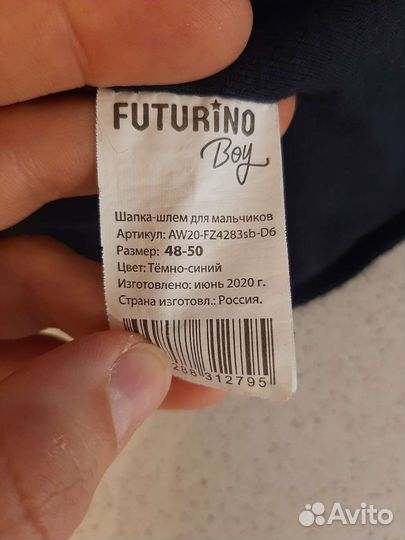 FUTURINO
Boy
Шапка-шлем для мальчиков
Артикул: AW20-FZ4283sb-D6
Размер: 48-50
Цвет: Тёмно-синий
Изготовлено: июнь 2020 г.
Страна изготовл.: Россия.
288 312795
Avito